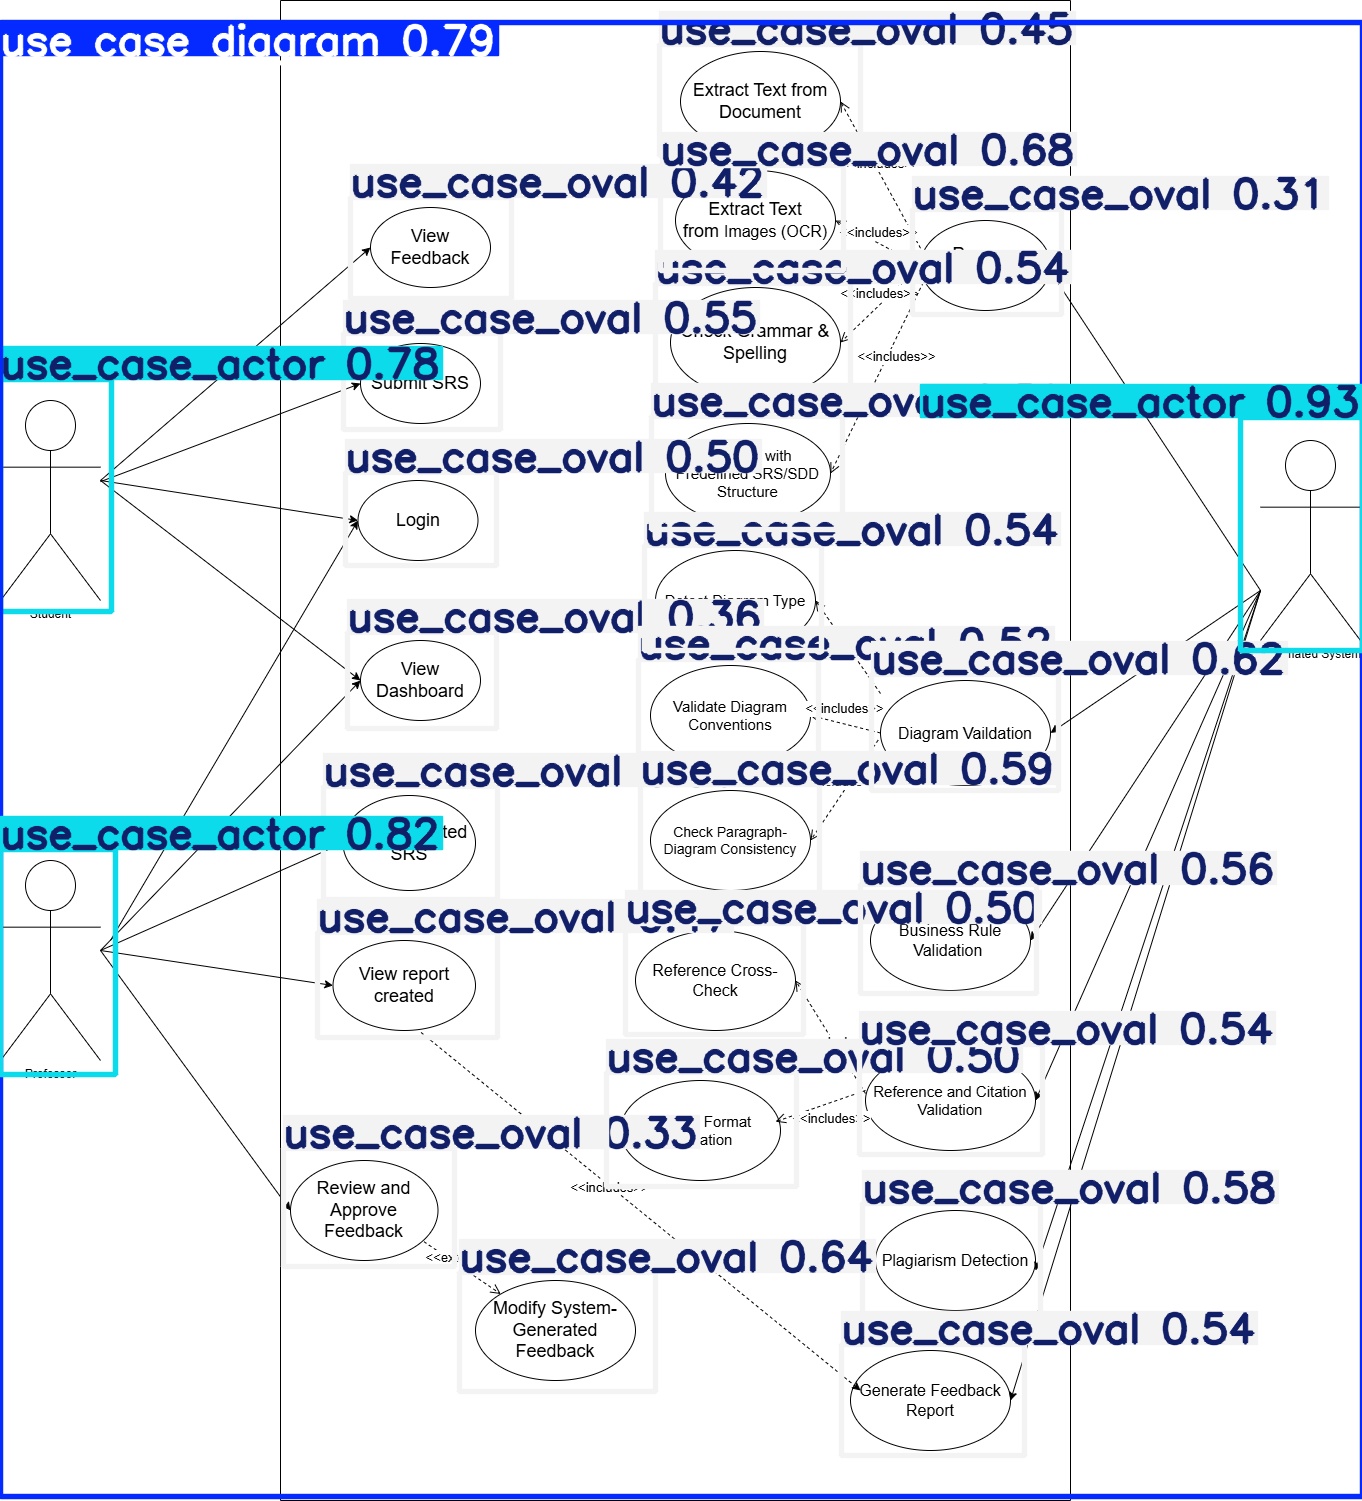 use_case_diagram 0.79
use_case_oval 0.45
Extract Text from
Document
use_case_oval 0.68
use_case_oval 0.42
View
Feedback
Extract Text
from Images (OCR)
<includes>
use_case_oval 0.31
use_case_oval 0.54
<includes>
Grammar &
Spelling
<<includes>>
use_case_oval 0.55
Submit SRS
use_case_actor 0.78
Student
use_case_actor 0.93
use_case_oval 0.50
with
Predefined SRS/SDD
Structure
Login
use_case_oval 0.54
Detect Diagram Type
use_case_oval 0.36
View
Dashboard
use_case_oval 0.52
use_case_oval 0.62
Validate Diagram
Conventions
includes
Diagram Vaildation
use_case_oval
use_case_oval 0.59
SRS
Check Paragraph-
Diagram Consistency
use_case_actor 0.82
Professor
use_case_oval 0.56
Business Rule
Validation
use_case_oval
use_case_oval 0.50
View report
created
Reference Cross-
Check
use_case_oval 0.54
Reference and Citation
Validation
use_case_oval 0.50
Format
<<includes>
use_case_oval 0.33
Review and
Approve
Feedback
<<includes>>
use_case_oval 0.58
Plagiarism Detection
use_case_oval 0.64
Modify System-
Generated
Feedback
use_case_oval 0.54
Generate Feedback
Report